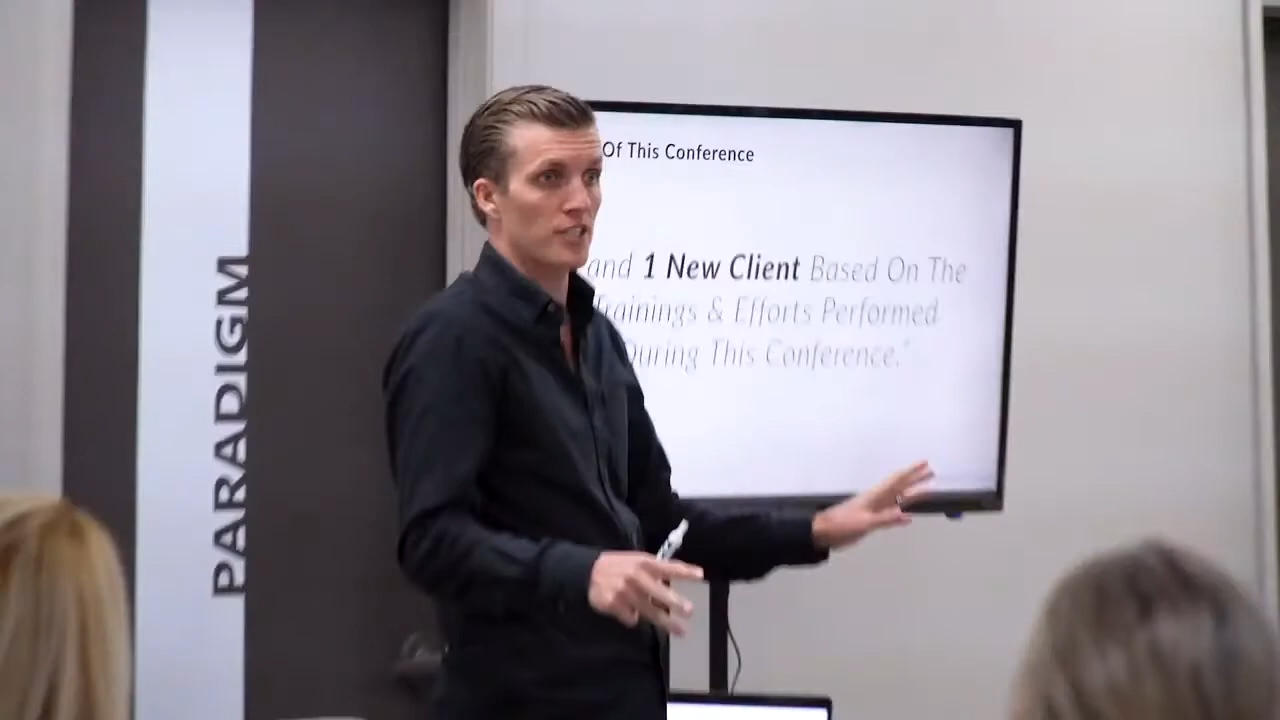 PARADIGM
Of This Conference
and 1 New Client Based On The
Trainings & Efforts Performed
During This Conference."